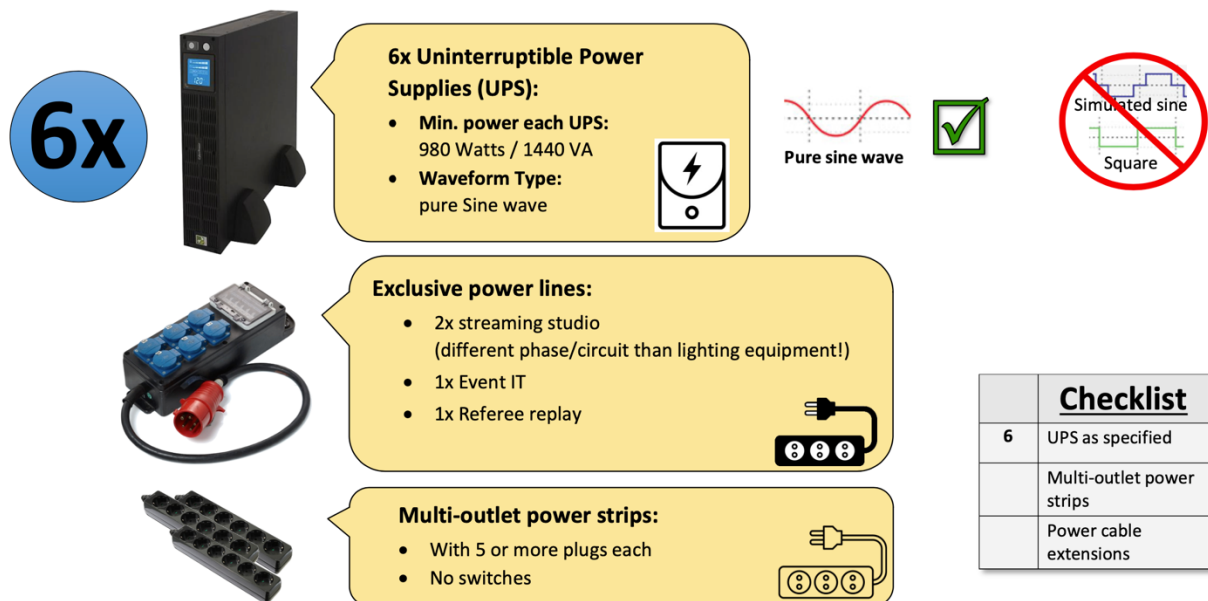 6x
6x Uninterruptible Power
Supplies (UPS):
• Min. power each UPS:
980 Watts / 1440 VA
• Waveform Type:
pure Sine wave
Pure sine wave
Simulated sine
Square
Exclusive power lines:
• 2x streaming studio
(different phase/circuit than lighting equipment!)
• 1x Event IT
• 1x Referee replay
Multi-outlet power strips:
• With 5 or more plugs each
• No switches
Checklist
6 UPS as specified
Multi-outlet power
strips
Power cable
extensions